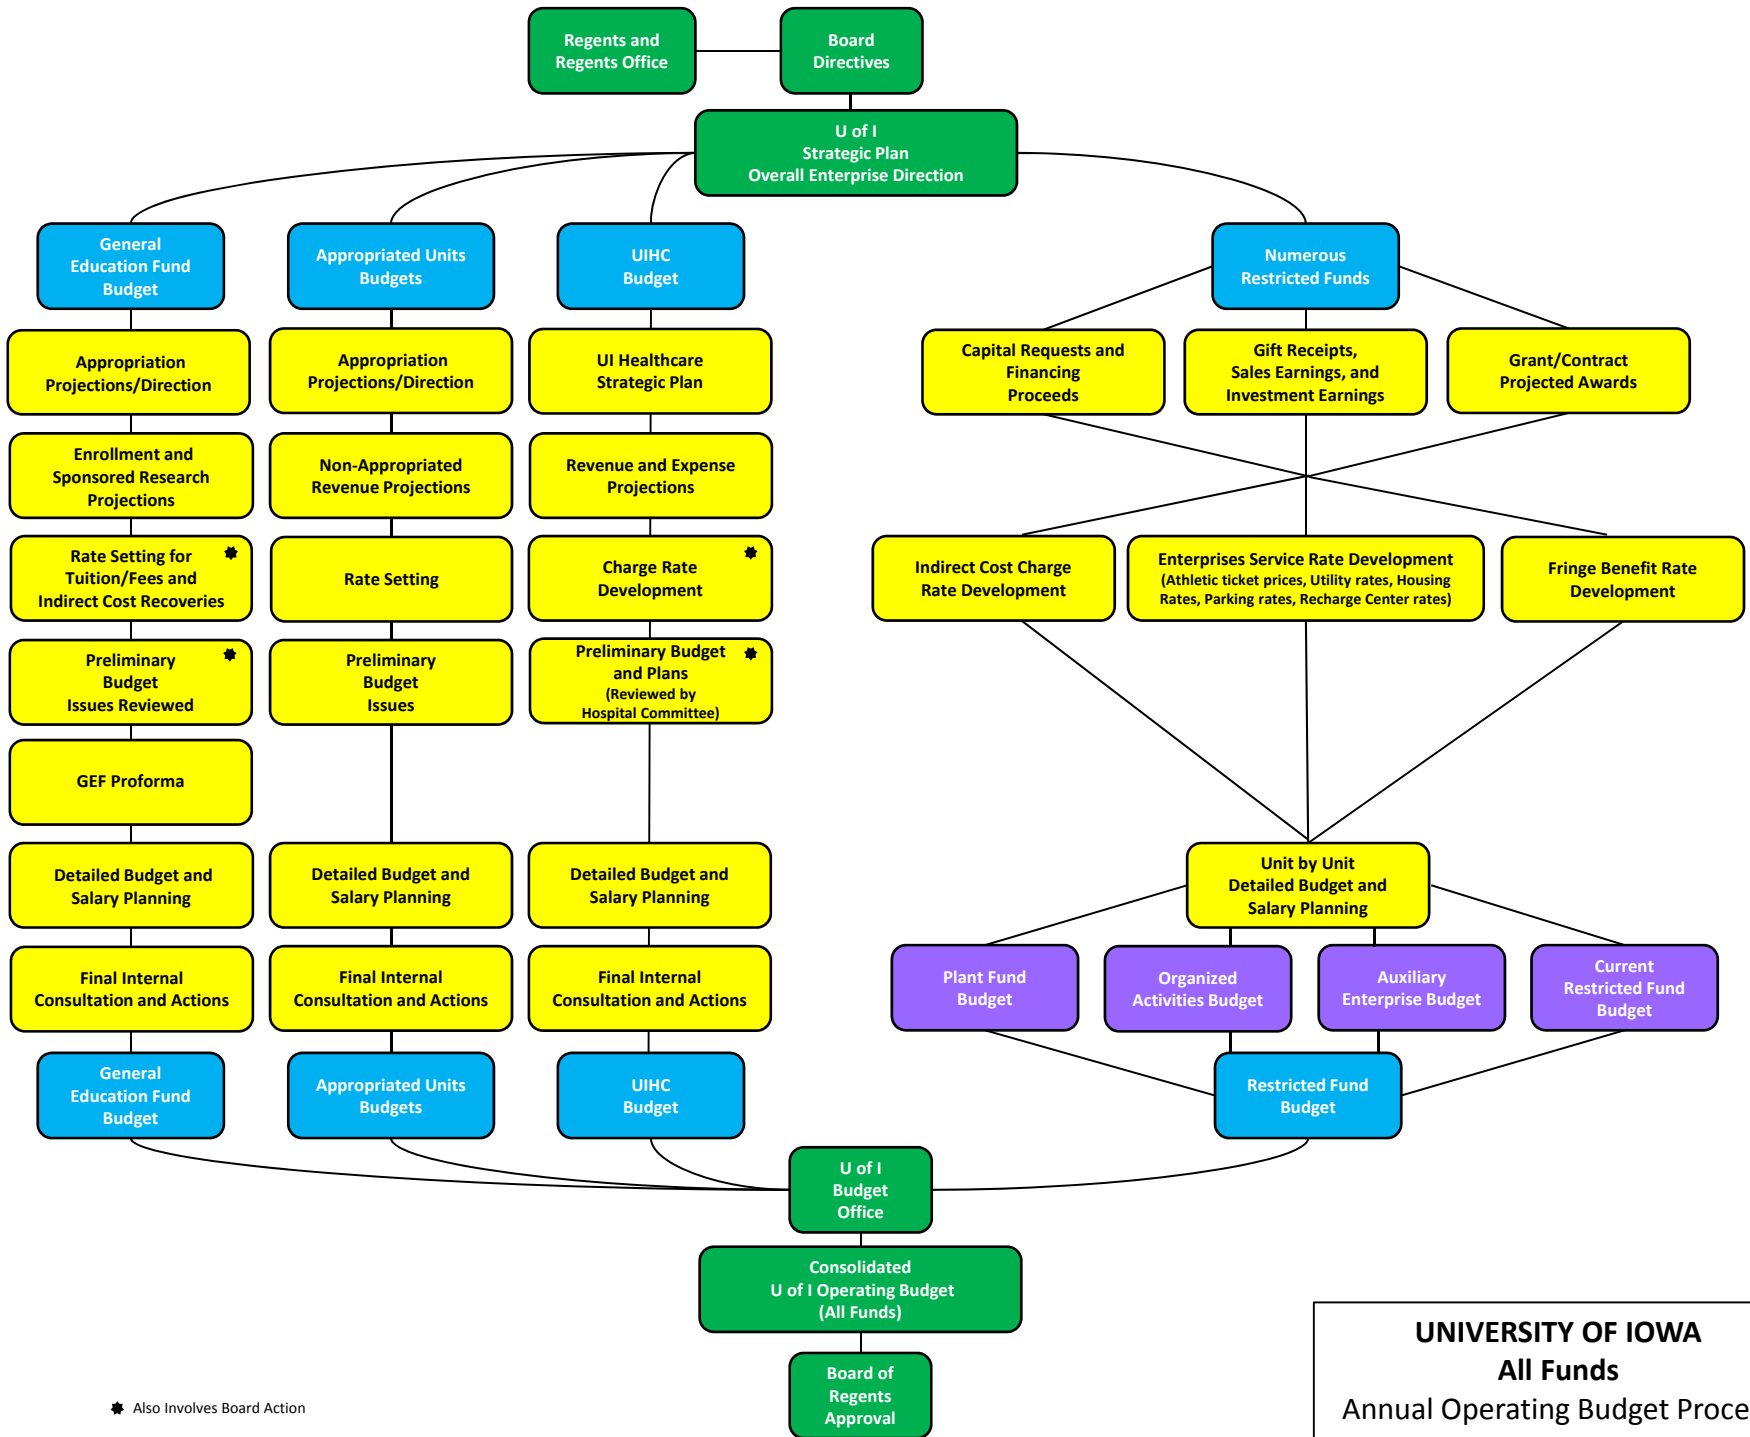 Regents and
Regents Office
Board
Directives
U of I
Strategic Plan
Overall Enterprise Direction
General
Education Fund
Budget
Appropriated Units
Budgets
UIHC
Budget
Numerous
Restricted Funds
Appropriation
Projections/Direction
Appropriation
Projections/Direction
UI Healthcare
Strategic Plan
Capital Requests and
Financing
Proceeds
Gift Receipts,
Sales Earnings, and
Investment Earnings
Grant/Contract
Projected Awards
Enrollment and
Sponsored Research
Projections
Non-Appropriated
Revenue Projections
Revenue and Expense
Projections
Rate Setting for
Tuition/Fees and
Indirect Cost Recoveries
Rate Setting
Charge Rate
Development
Indirect Cost Charge
Rate Development
Enterprises Service Rate Development
(Athletic ticket prices, Utility rates, Housing
Rates, Parking rates, Recharge Center rates)
Fringe Benefit Rate
Development
Preliminary
Budget
Issues Reviewed
Preliminary
Budget
Issues
Preliminary Budget
and Plans
(Reviewed by
Hospital Committee)
GEF Proforma
Detailed Budget and
Salary Planning
Detailed Budget and
Salary Planning
Detailed Budget and
Salary Planning
Unit by Unit
Detailed Budget and
Salary Planning
Final Internal
Consultation and Actions
Final Internal
Consultation and Actions
Final Internal
Consultation and Actions
Plant Fund
Budget
Organized
Activities Budget
Auxiliary
Enterprise Budget
Current
Restricted Fund
Budget
General
Education Fund
Budget
Appropriated Units
Budgets
UIHC
Budget
Restricted Fund
Budget
U of I
Budget
Office
Consolidated
U of I Operating Budget
(All Funds)
Board of
Regents
Approval
Also Involves Board Action
UNIVERSITY OF IOWA
All Funds
Annual Operating Budget Proce